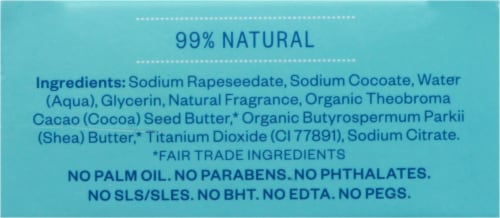 99% NATURAL
Ingredients: Sodium Rapeseedate, Sodium Cocoate, Water
(Aqua), Glycerin, Natural Fragrance, Organic Theobroma
Cacao (Cocoa) Seed Butter,* Organic Butyrospermum Parkii
(Shea) Butter,* Titanium Dioxide (CI 77891), Sodium Citrate.
*FAIR TRADE INGREDIENTS
NO PALM OIL. NO PARABENS. NO PHTHALATES.
NO SLS/SLES. NO BHT. NO EDTA. NO PEGS.